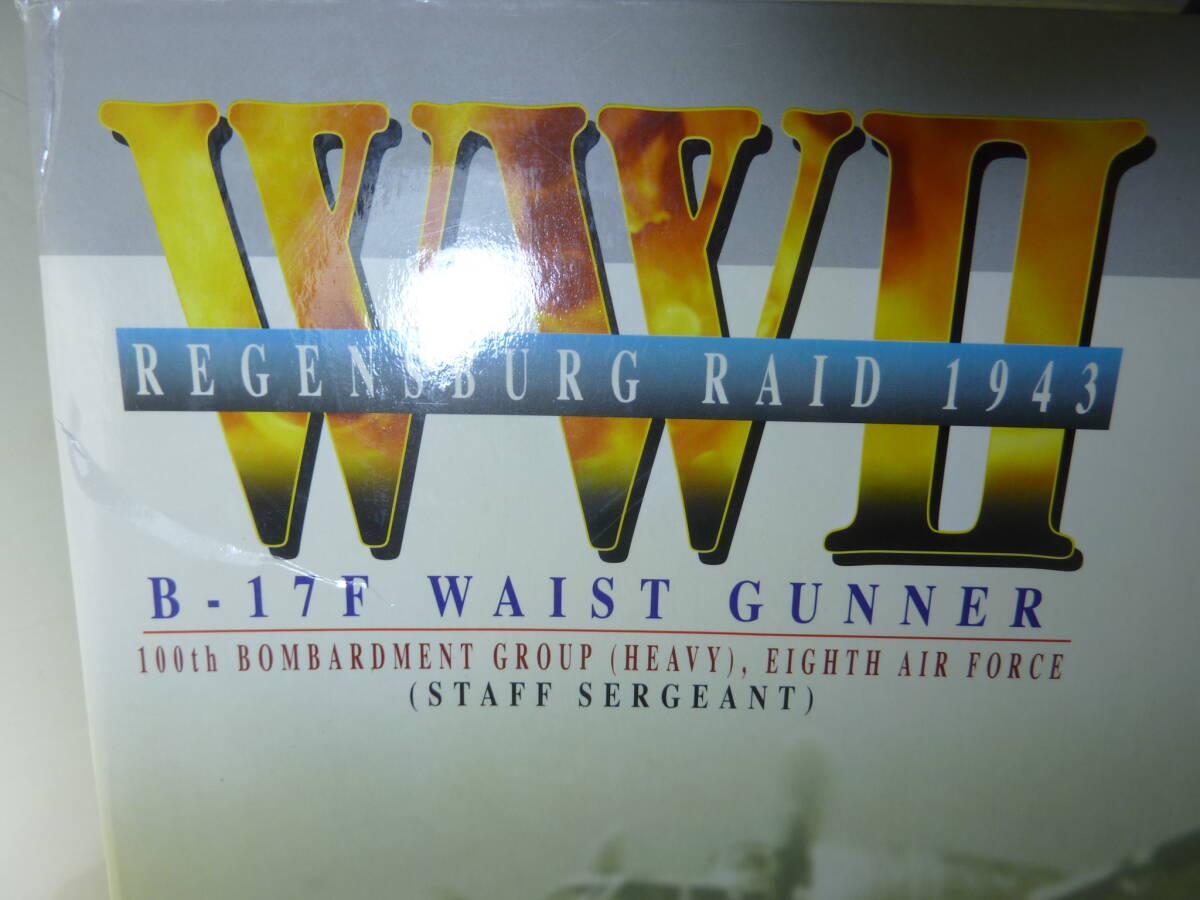 WWII
REGENSBURG RAID 1943
B-17F WAIST GUNNER
100th BOMBARDMENT GROUP (HEAVY), EIGHTH AIR FORCE
(STAFF SERGEANT)